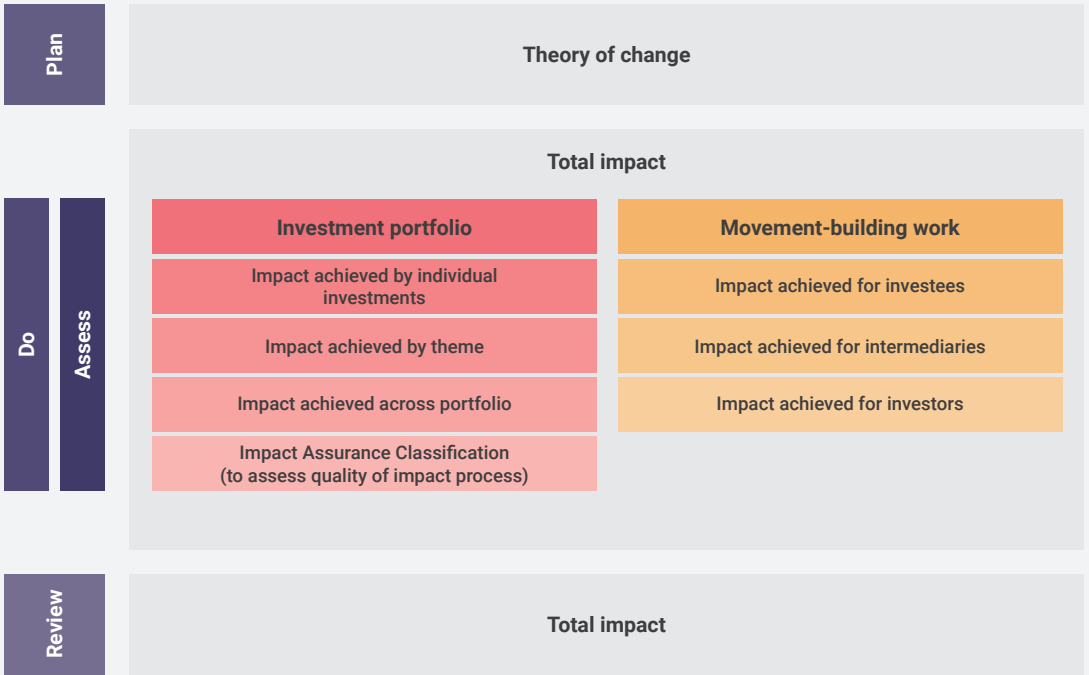 Plan
Theory of change
Do
Assess
Total impact
Investment portfolio
Impact achieved by individual
investments
Impact achieved by theme
Impact achieved across portfolio
Impact Assurance Classification
(to assess quality of impact process)
Movement-building work
Impact achieved for investees
Impact achieved for intermediaries
Impact achieved for investors
Review
Total impact